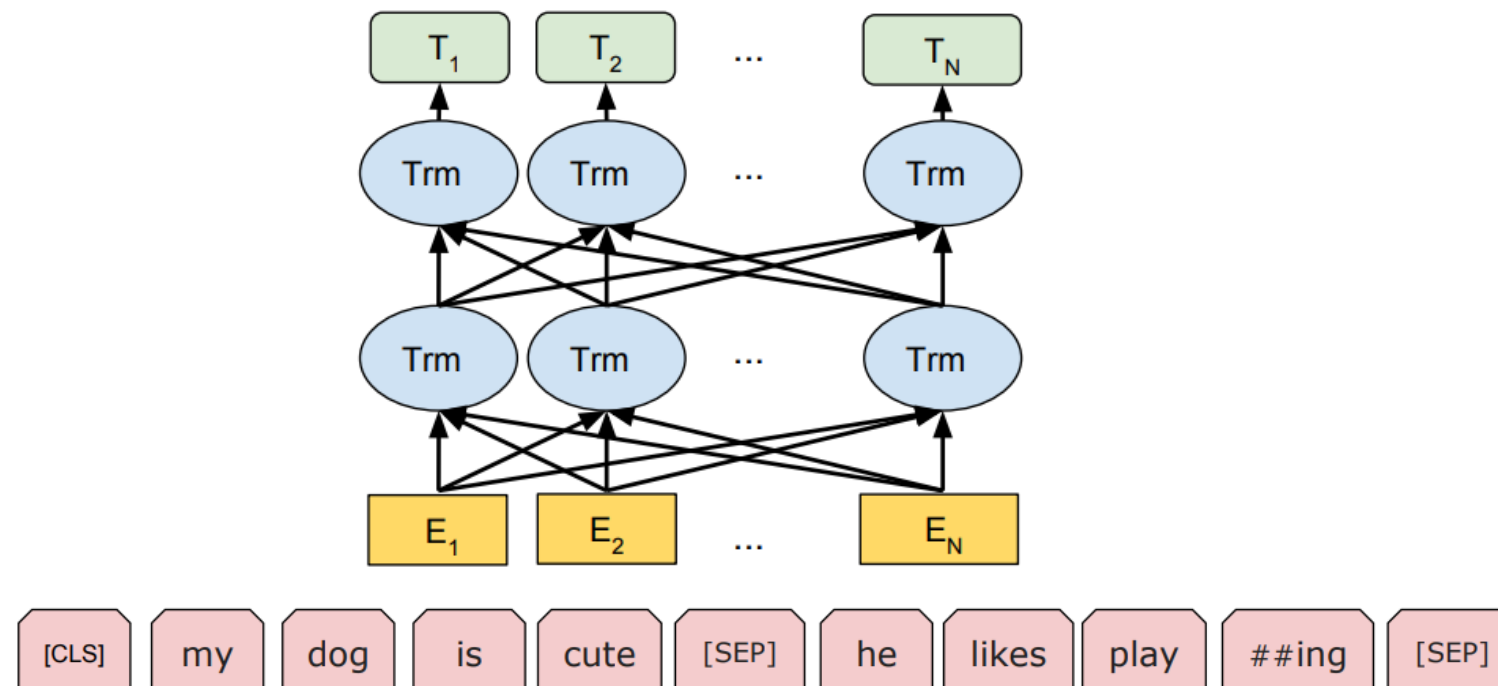 T1 T2 ... TN
Trm Trm ... Trm
Trm Trm ... Trm
E1 E2 ... EN
[CLS] my dog is cute [SEP] he likes play ##ing [SEP]